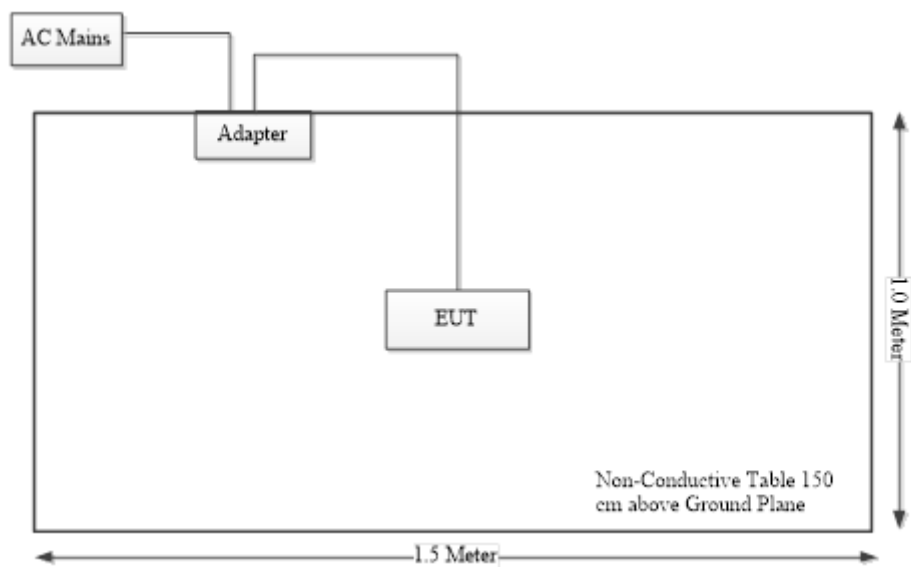 AC Mains
Adapter
EUT
1.0 Meter
Non-Conductive Table 150
cm above Ground Plane
1.5 Meter